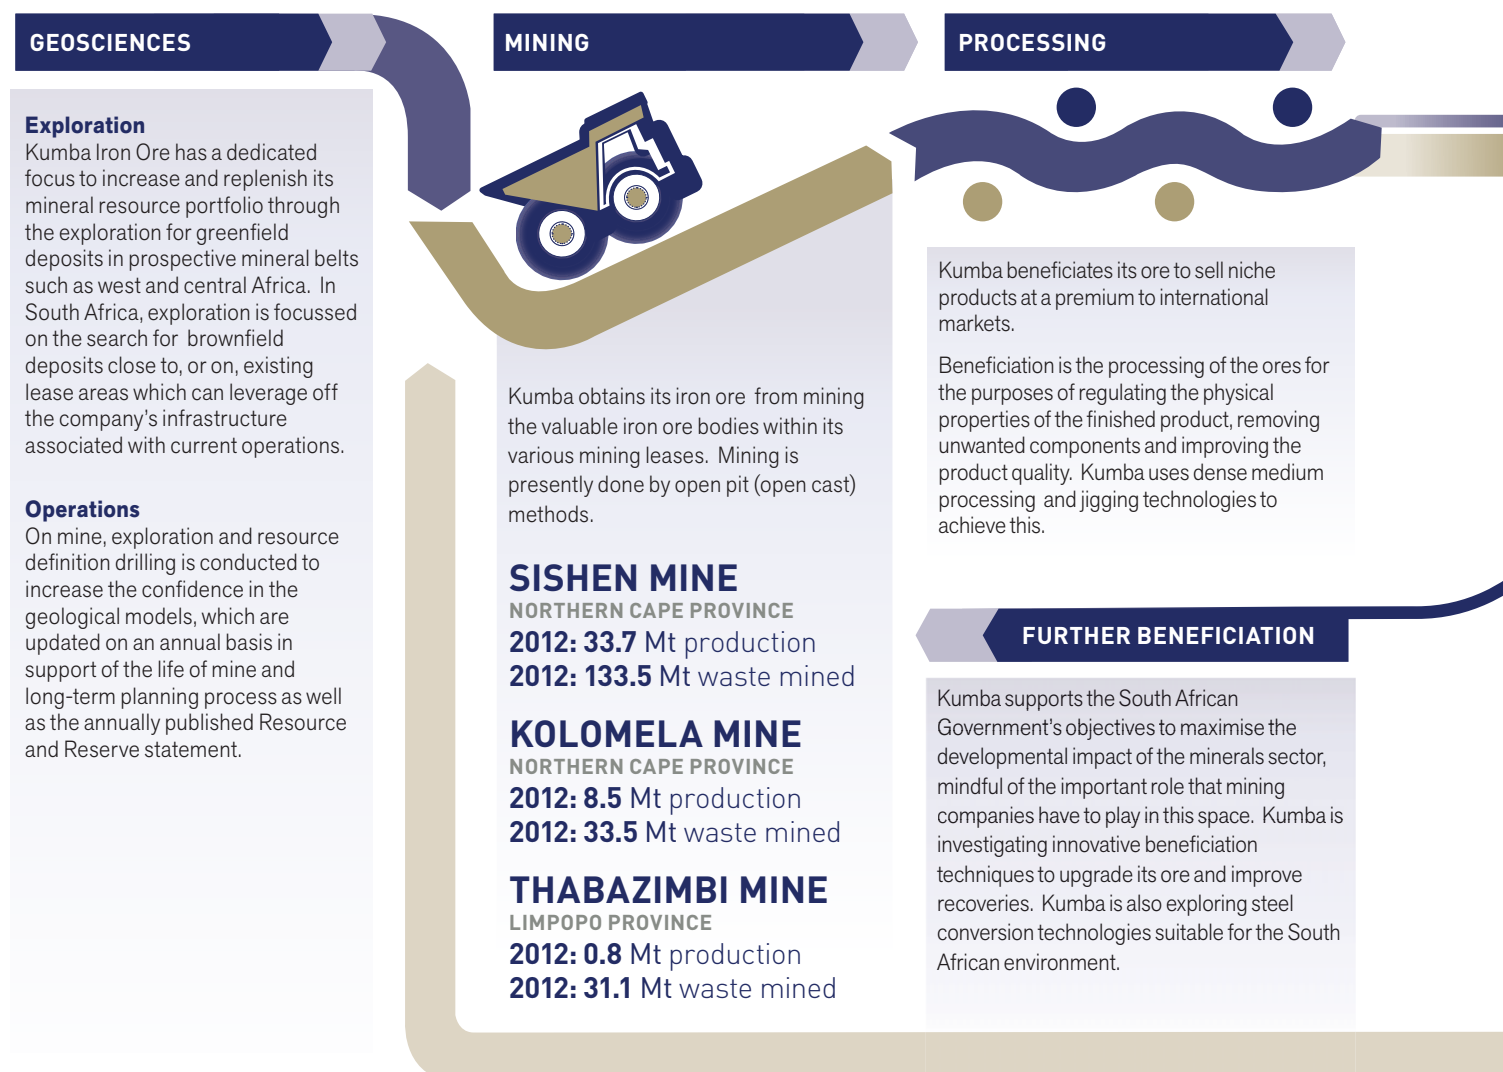 GEOSCIENCES
Exploration
Kumba Iron Ore has a dedicated
focus to increase and replenish its
mineral resource portfolio through
the exploration for greenfield
deposits in prospective mineral belts
such as west and central Africa. In
South Africa, exploration is focussed
on the search for brownfield
deposits close to, or on, existing
lease areas which can leverage off
the company's infrastructure
associated with current operations.
Operations
On mine, exploration and resource
definition drilling is conducted to
increase the confidence in the
geological models, which are
updated on an annual basis in
support of the life of mine and
long-term planning process as well
as the annually published Resource
and Reserve statement.
MINING
Kumba obtains its iron ore from mining
the valuable iron ore bodies within its
various mining leases. Mining is
presently done by open pit (open cast)
methods.
SISHEN MINE
NORTHERN CAPE PROVINCE
2012: 33.7 Mt production
2012: 133.5 Mt waste mined
KOLOMELA MINE
NORTHERN CAPE PROVINCE
2012: 8.5 Mt production
2012: 33.5 Mt waste mined
THABAZIMBI MINE
LIMPOPO PROVINCE
2012: 0.8 Mt production
2012: 31.1 Mt waste mined
PROCESSING
Kumba beneficiates its ore to sell niche
products at a premium to international
markets.
Beneficiation is the processing of the ores for
the purposes of regulating the physical
properties of the finished product, removing
unwanted components and improving the
product quality. Kumba uses dense medium
processing and jigging technologies to
achieve this.
FURTHER BENEFICIATION
Kumba supports the South African
Government's objectives to maximise the
developmental impact of the minerals sector,
mindful of the important role that mining
companies have to play in this space. Kumba is
investigating innovative beneficiation
techniques to upgrade its ore and improve
recoveries. Kumba is also exploring steel
conversion technologies suitable for the South
African environment.